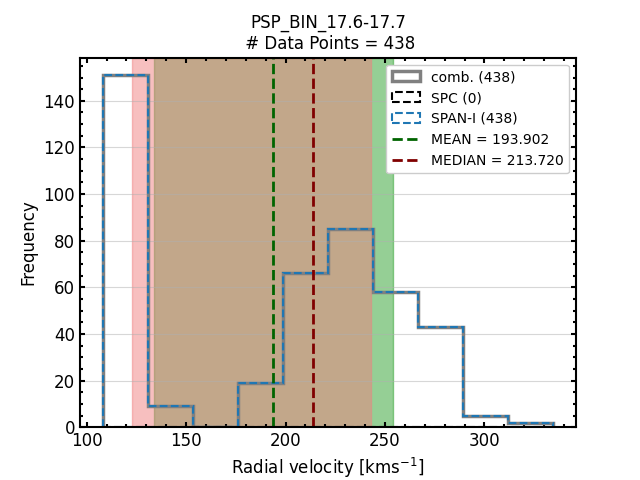 PSP_BIN_17.6-17.7
# Data Points = 438
Frequency
140
120
100
80
60
40
20
0
comb. (438)
SPC (0)
SPAN-I (438)
MEAN = 193.902
MEDIAN = 213.720
100 150 200 250 300
Radial velocity [kms⁻¹]